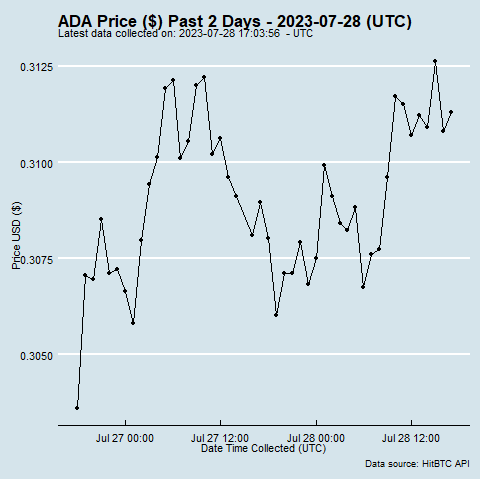 ADA Price ($) Past 2 Days - 2023-07-28 (UTC)
Latest data collected on: 2023-07-28 17:03:56 - UTC
0.3125
0.3100
0.3075
0.3050
Price USD ($)
Jul 27 00:00 Jul 27 12:00 Jul 28 00:00 Jul 28 12:00
Date Time Collected (UTC)
Data source: HitBTC API